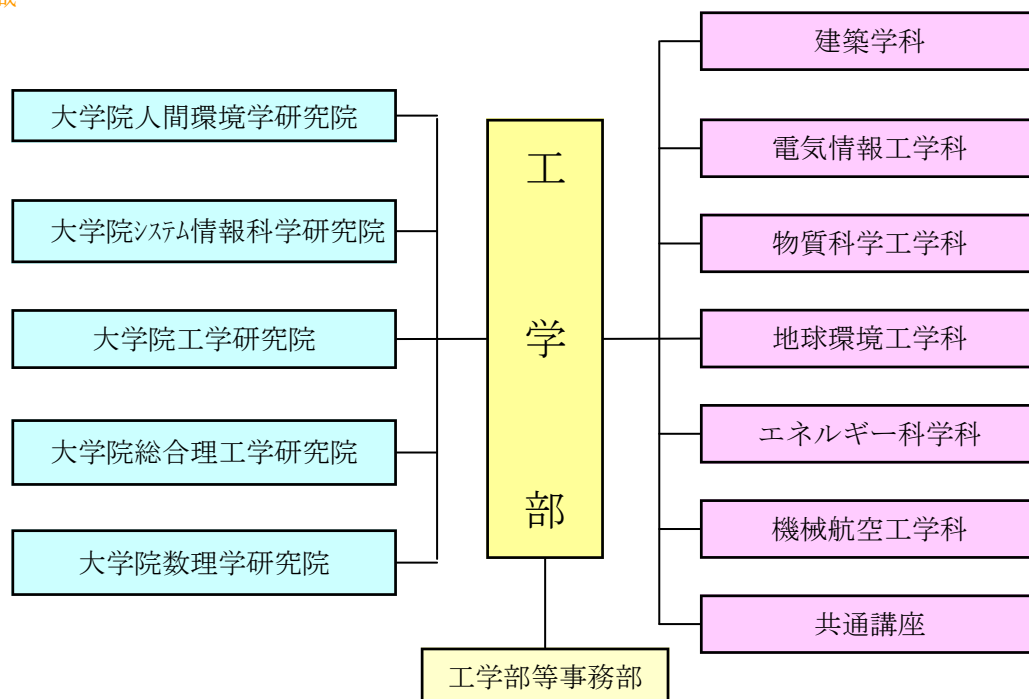 大学院人間環境学研究院
大学院システム情報科学研究院
大学院工学研究院
大学院総合理工学研究院
大学院数理学研究院
工学部
工学部等事務部
建築学科
電気情報工学科
物質科学工学科
地球環境工学科
エネルギー科学科
機械航空工学科
共通講座